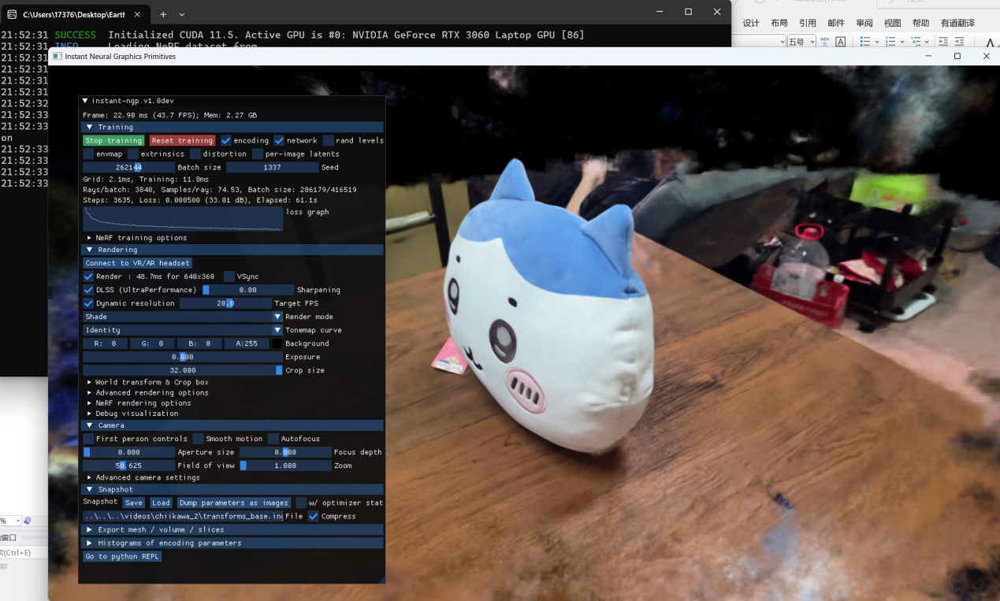 C:\Users\17376\Desktop\Eart
设计 布局 引用 邮件 审阅 视图 帮助 有道翻译
五号
21:52:31 SUCCESS Initialized CUDA 11.5. Active GPU is #0: NVIDIA GeForce RTX 3060 Laptop GPU [86]
21:52:31 INFO Loading NeRF dataset from
21:52:31
21:52:31
21:52:31
21:52:31
21:52:32
21:52:33
21:52:33
on
21:52:33
21:52:33
21:52:33
21:52:33
Instant Neural Graphics Primitives
instant-ngp v1.0dev
Frame: 22.90 ms (43.7 FPS); Mem: 2.27 GB
Training
Stop training Reset training encoding network rand levels
envmap extrinsics distortion per-image latents
262144 Batch size 1337 Seed
Grid: 2.1ms, Training: 11.8ms
Rays/batch: 3840, Samples/ray: 74.53, Batch size: 286179/416519
Steps: 3635, Loss: 0.000500 (33.01 dB), Elapsed: 61.1s
loss graph
NeRF training options
Rendering
Connect to VR/AR headset
Render : 48.7ms for 640x360 VSync
DLSS (UltraPerformance) 0.00 Sharpening
Dynamic resolution 20.0 Target FPS
Shade Render mode
Identity Tonemap curve
R: 0 G: 0 B: 0 A:255 Background
0.000 Exposure
32.000 Crop size
World transform & Crop box
Advanced rendering options
NeRF rendering options
Debug visualization
Camera
First person controls Smooth motion Autofocus
0.000 Aperture size 0.000 Focus depth
50.625 Field of view 1.000 Zoom
Advanced camera settings
Snapshot
Snapshot Save Load Dump parameters as images w/ optimizer stat
..\..\..\videos\chiikawa_2\transforms_base.ing File Compress
Export mesh / volume / slices
Histograms of encoding parameters
Go to python REPL
%
窗口
(Ctrl+E)
称